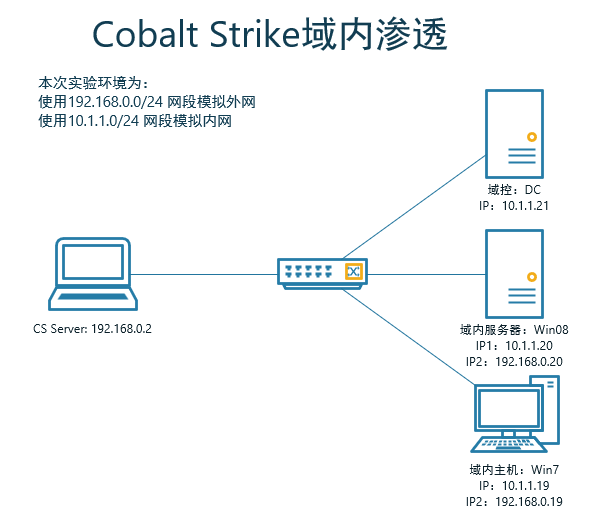 Cobalt Strike域内渗透
本次实验环境为：
使用192.168.0.0/24 网段模拟外网
使用10.1.1.0/24 网段模拟内网
域控：DC
IP：10.1.1.21
CS Server: 192.168.0.2
域内服务器：Win08
IP1：10.1.1.20
IP2：192.168.0.20
域内主机：Win7
IP：10.1.1.19
IP2：192.168.0.19